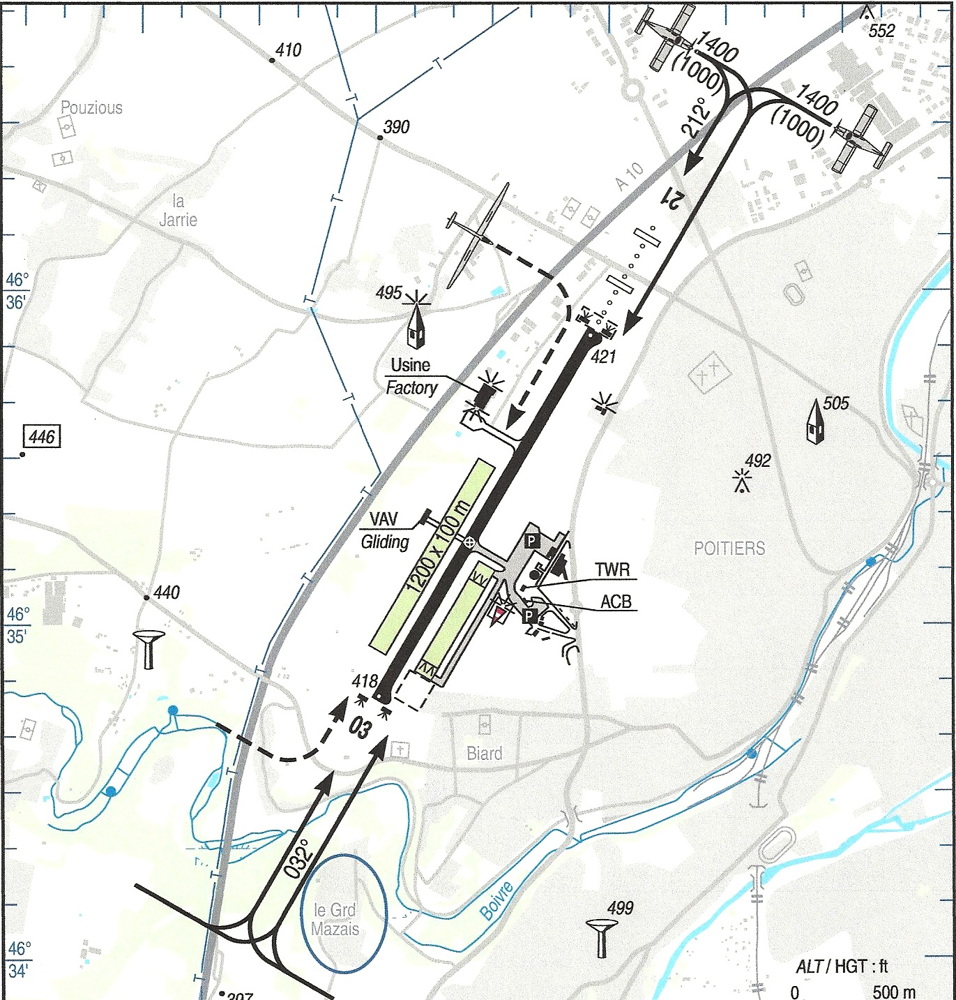 552
410
1400
(1000)
1400
(1000)
Pouzious
390
212°
A 10
21
la
Jarrie
46°
36'
495
421
Usine
Factory
505
446
492
VAV
Gliding
1200 x 100 m
P
POITIERS
TWR
440
ACB
P
46°
35'
418
03
Biard
032°
Boivre
le Grd
Mazais
499
46°
34'
ALT / HGT : ft
0 500 m
T
T
T
T
T
T
T
T
T
T
T